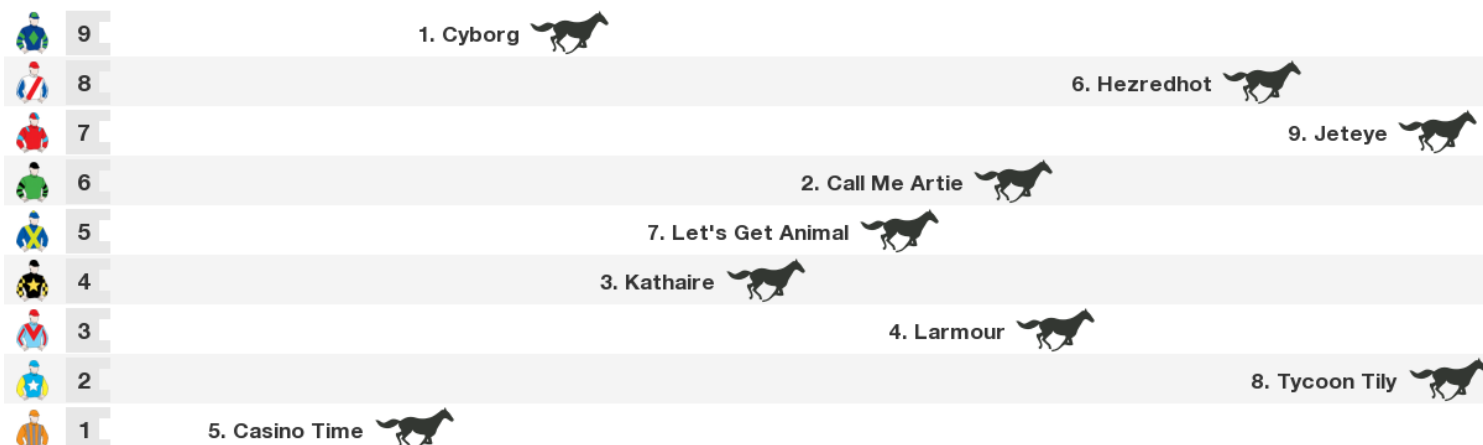 9 1. Cyborg
8 6. Hezredhot
7 9. Jeteye
6 2. Call Me Artie
5 7. Let's Get Animal
4 3. Kathaire
3 4. Larmour
2 8. Tycoon Tily
1 5. Casino Time